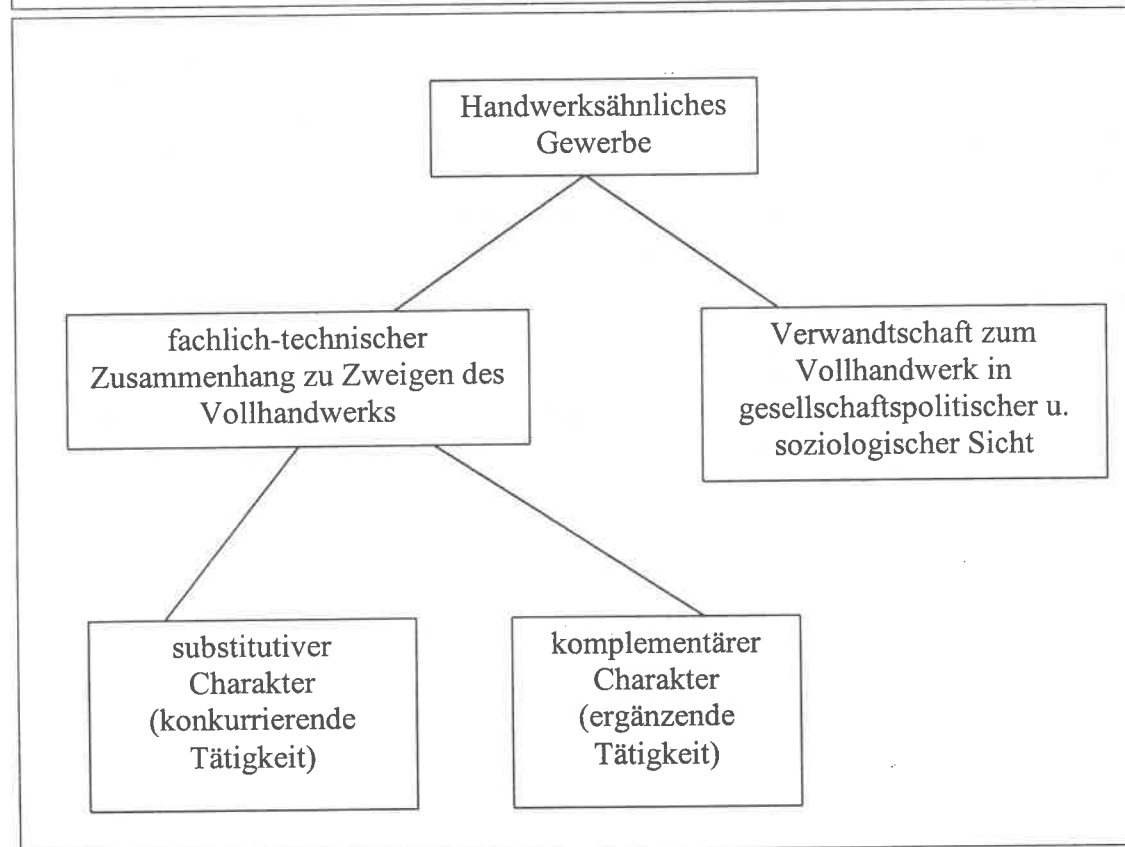 Handwerksähnliches
Gewerbe
fachlich-technischer
Zusammenhang zu Zweigen des
Vollhandwerks
Verwandtschaft zum
Vollhandwerk in
gesellschaftspolitischer u.
soziologischer Sicht
substitutiver
Charakter
(konkurrierende
Tätigkeit)
komplementärer
Charakter
(ergänzende
Tätigkeit)